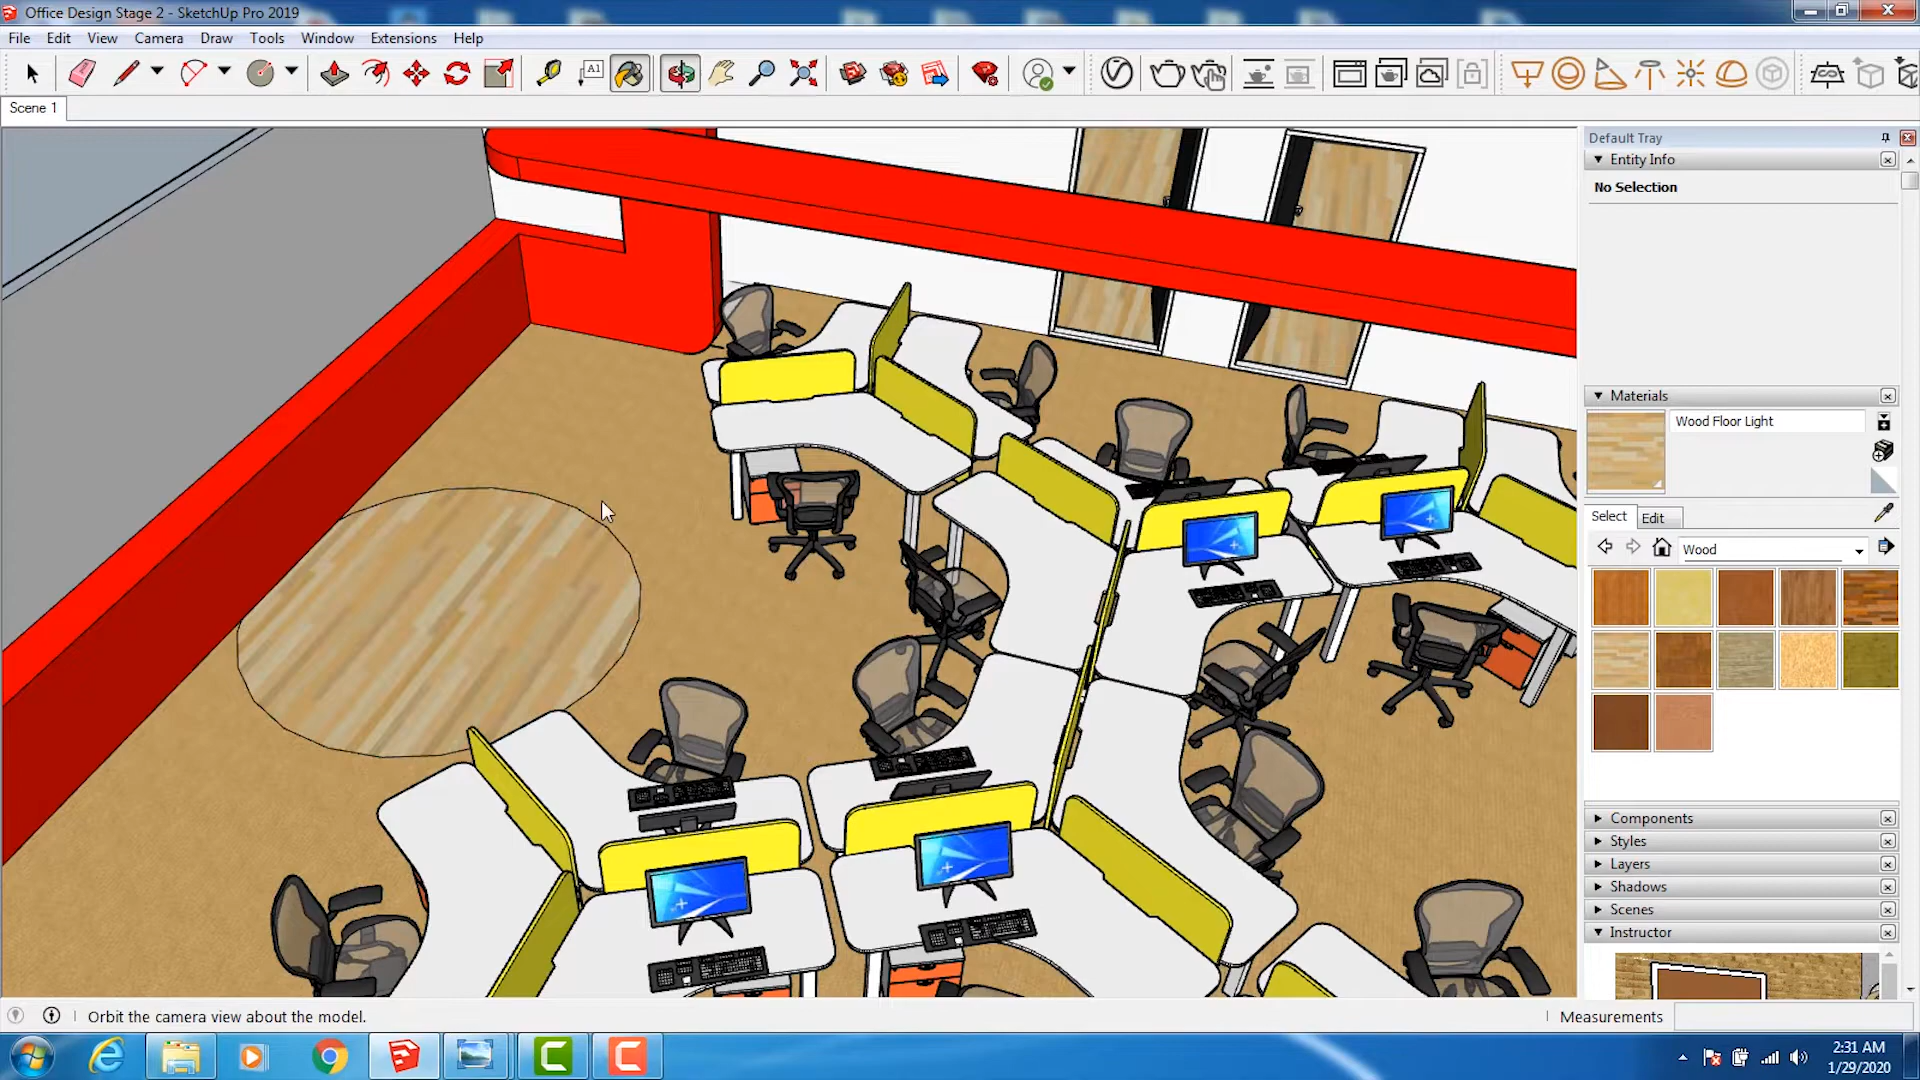 Office Design Stage 2 - SketchUp Pro 2019
File Edit View Camera Draw Tools Window Extensions Help
A1
Scene 1
Default Tray
Entity Info
No Selection
Materials
Wood Floor Light
Select Edit
Wood
Components
Styles
Layers
Shadows
Scenes
Instructor
Orbit the camera view about the model.
Measurements
2:31 AM
1/29/2020